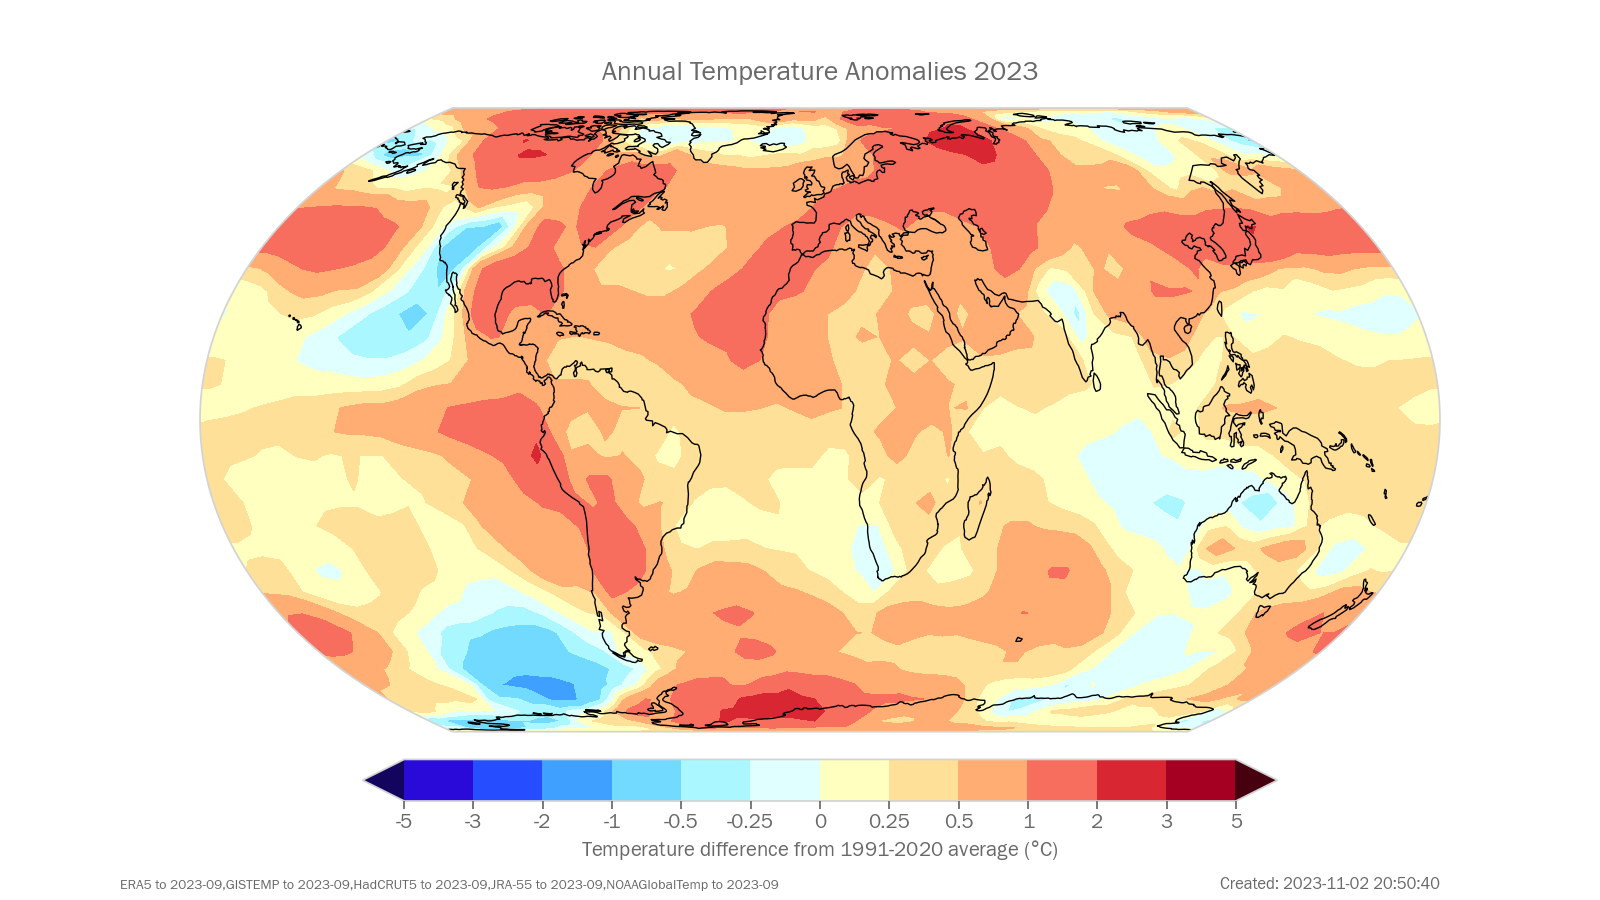 Annual Temperature Anomalies 2023
-5 -3 -2 -1 -0.5 -0.25 0 0.25 0.5 1 2 3 5
Temperature difference from 1991-2020 average (°C)
ERA5 to 2023-09,GISTEMP to 2023-09,HadCRUT5 to 2023-09,JRA-55 to 2023-09,NOAAGlobalTemp to 2023-09
Created: 2023-11-02 20:50:40